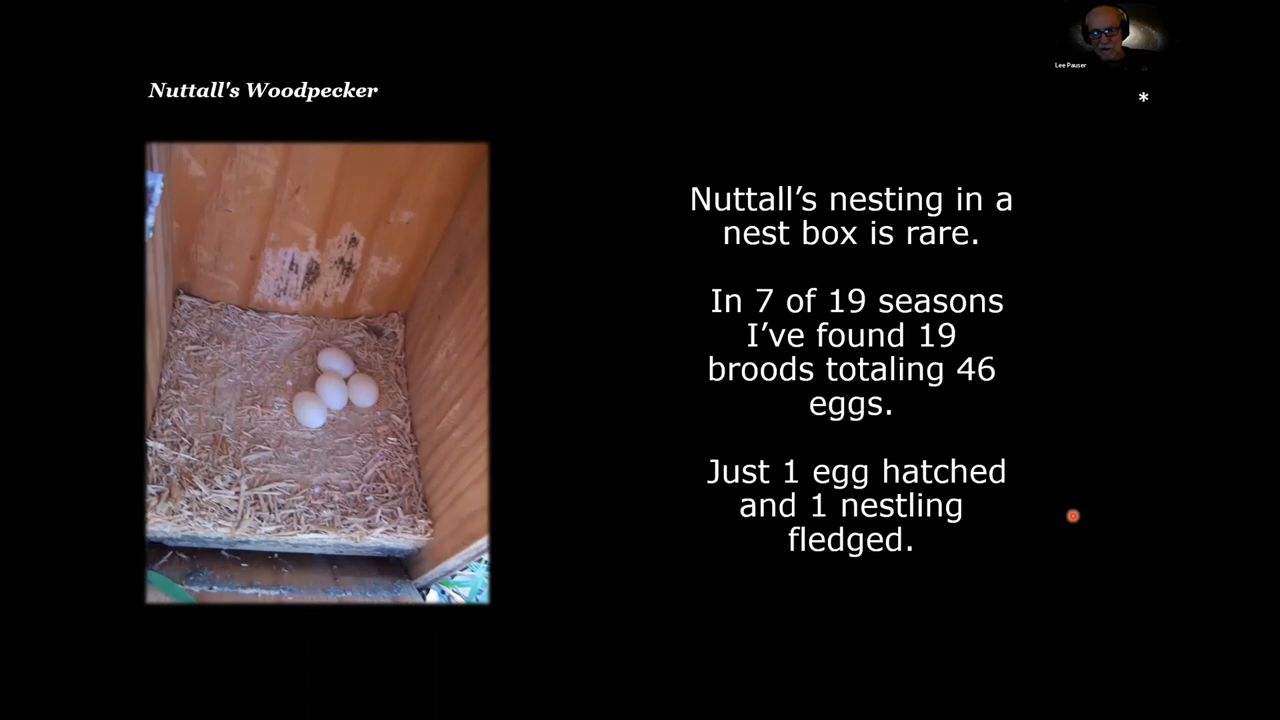 Lee Pauser
Nuttall's Woodpecker
*
Nuttall’s nesting in a
nest box is rare.
In 7 of 19 seasons
I’ve found 19
broods totaling 46
eggs.
Just 1 egg hatched
and 1 nestling
fledged.